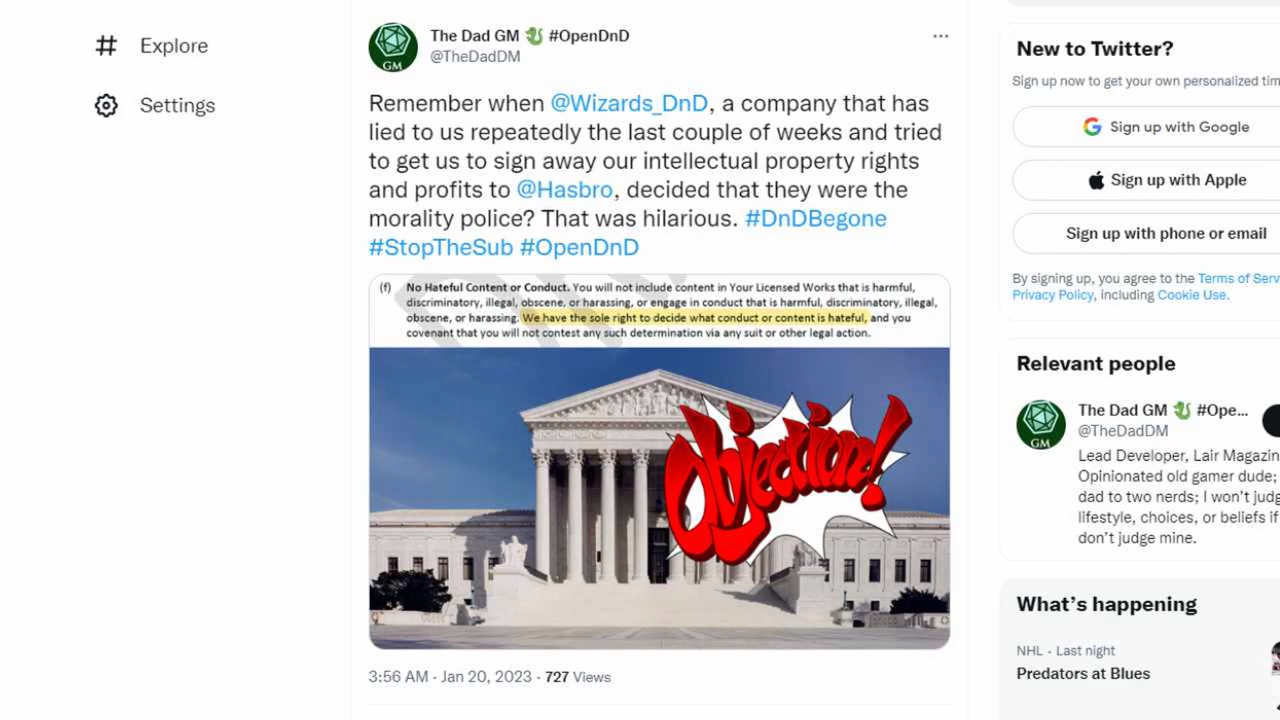 Explore
Settings
GM
The Dad GM #OpenDnD
@TheDadDM
Remember when @Wizards_DnD, a company that has
lied to us repeatedly the last couple of weeks and tried
to get us to sign away our intellectual property rights
and profits to @Hasbro, decided that they were the
morality police? That was hilarious. #DnDBegone
#StopTheSub #OpenDnD
(f) No Hateful Content or Conduct. You will not include content in Your Licensed Works that is harmful,
discriminatory, illegal, obscene, or harassing, or engage in conduct that is harmful, discriminatory, illegal,
obscene, or harassing. We have the sole right to decide what conduct or content is hateful, and you
covenant that you will not contest any such determination via any suit or other legal action.
Objection!
3:56 AM · Jan 20, 2023 · 727 Views
New to Twitter?
Sign up now to get your own personalized tim
Sign up with Google
Sign up with Apple
Sign up with phone or email
By signing up, you agree to the Terms of Serv
Privacy Policy, including Cookie Use.
Relevant people
GM
The Dad GM #Ope...
@TheDadDM
Lead Developer, Lair Magazin
Opinionated old gamer dude;
dad to two nerds; I won't judg
lifestyle, choices, or beliefs if
don't judge mine.
What's happening
NHL · Last night
Predators at Blues